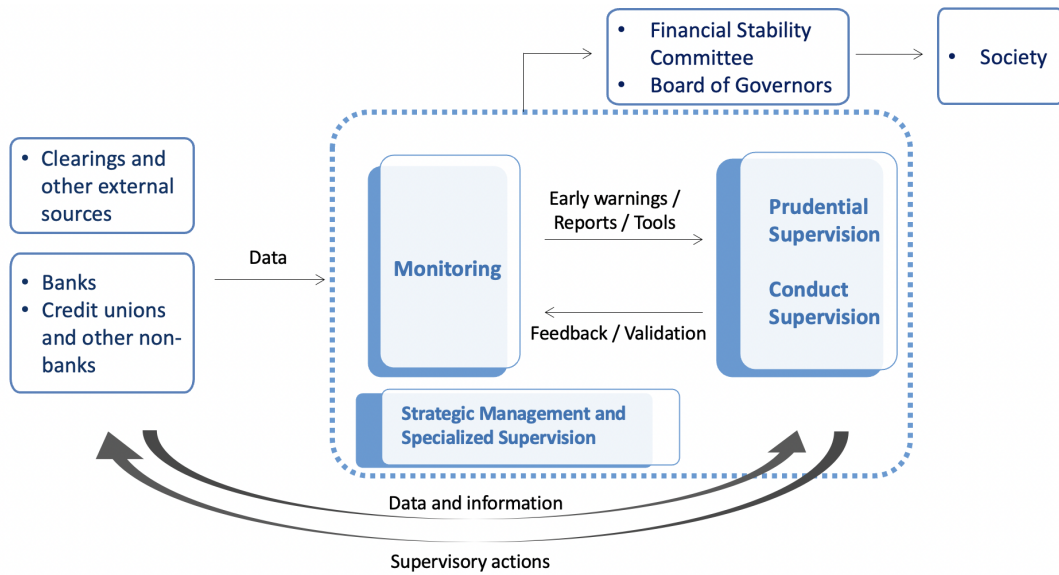 • Financial Stability
Committee
• Board of Governors
• Society
• Clearings and
other external
sources
• Banks
• Credit unions
and other non-
banks
Data
Monitoring
Early warnings /
Reports / Tools
Feedback / Validation
Prudential
Supervision
Conduct
Supervision
Strategic Management and
Specialized Supervision
Data and information
Supervisory actions